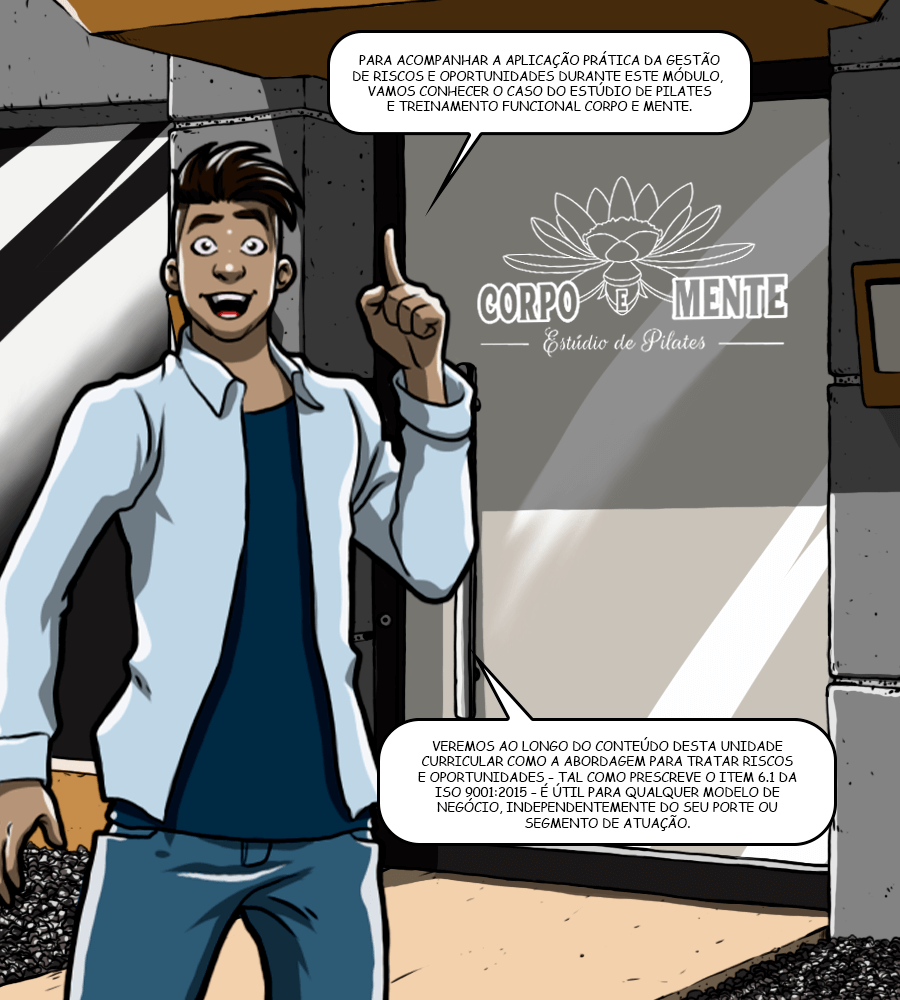 PARA ACOMPANHAR A APLICAÇÃO PRÁTICA DA GESTÃO
DE RISCOS E OPORTUNIDADES DURANTE ESTE MÓDULO,
VAMOS CONHECER O CASO DO ESTÚDIO DE PILATES
E TREINAMENTO FUNCIONAL CORPO E MENTE.
CORPO E MENTE
Estúdio de Pilates
VEREMOS AO LONGO DO CONTEÚDO DESTA UNIDADE
CURRICULAR COMO A ABORDAGEM PARA TRATAR RISCOS
E OPORTUNIDADES – TAL COMO PRESCREVE O ITEM 6.1 DA
ISO 9001:2015 – É ÚTIL PARA QUALQUER MODELO DE
NEGÓCIO, INDEPENDENTEMENTE DO SEU PORTE OU
SEGMENTO DE ATUAÇÃO.